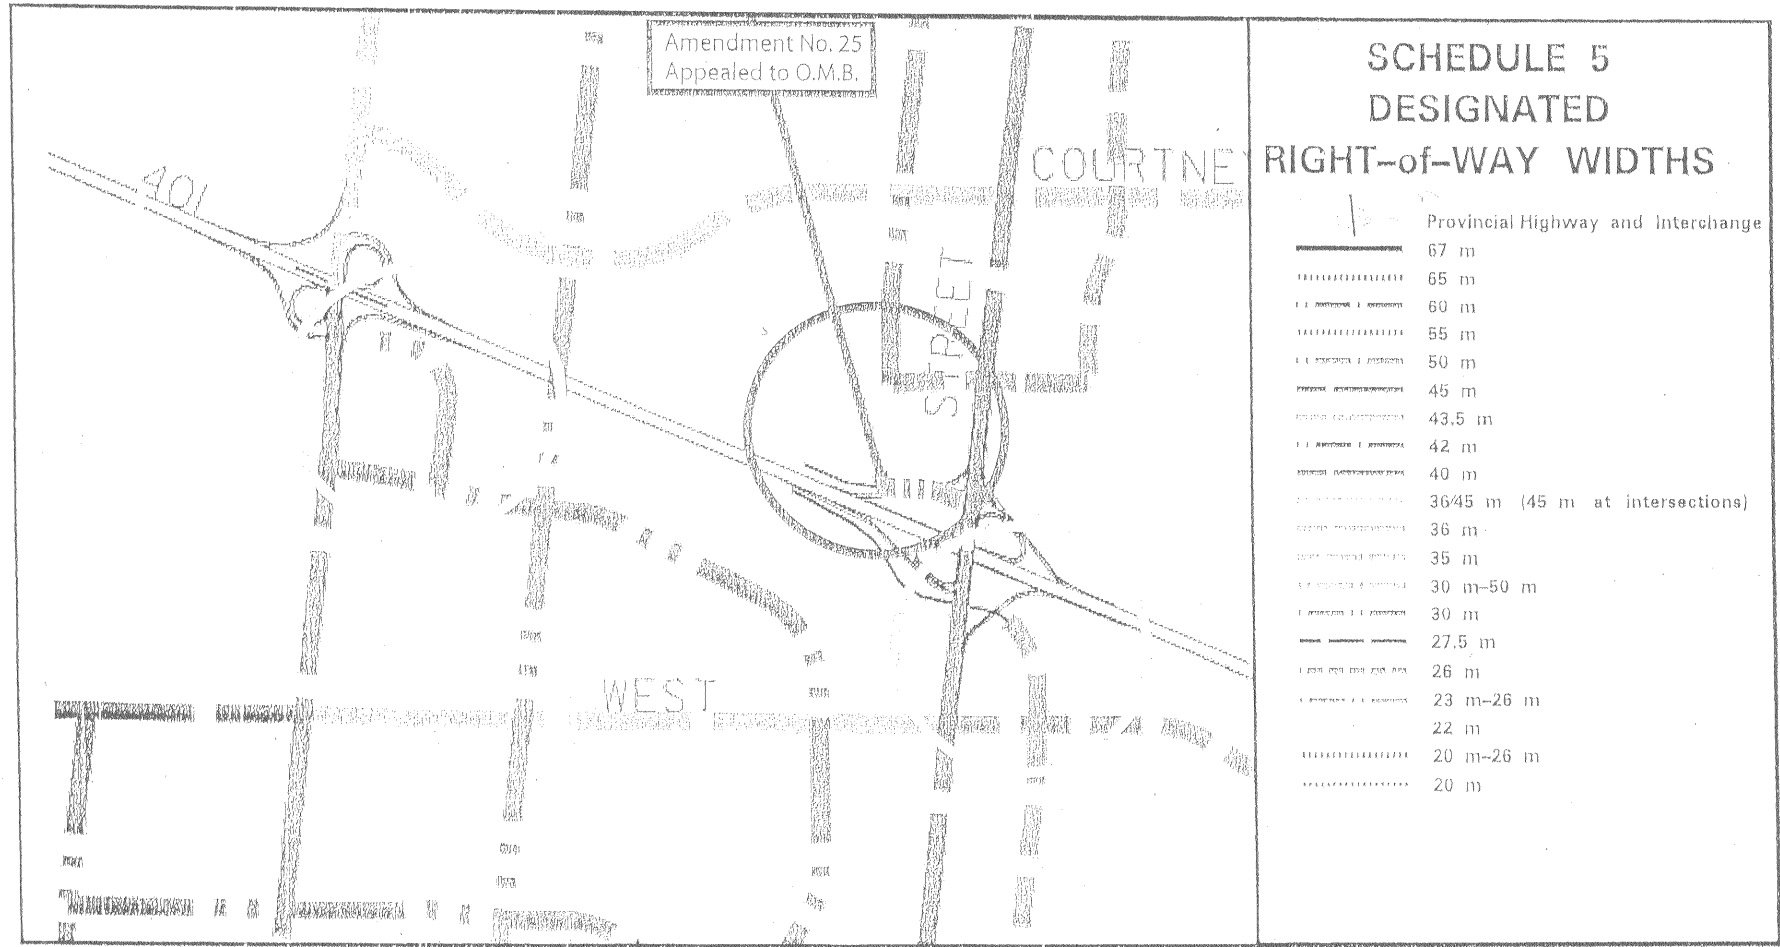 Amendment No. 25
Appealed to O.M.B.
401
COURTNEY
STREET
WEST
SCHEDULE 5
DESIGNATED
RIGHT-of-WAY WIDTHS
Provincial Highway and Interchange
67 m
65 m
60 m
55 m
50 m
45 m
43.5 m
42 m
40 m
36/45 m (45 m at intersections)
36 m
35 m
30 m-50 m
30 m
27.5 m
26 m
23 m-26 m
22 m
20 m-26 m
20 m